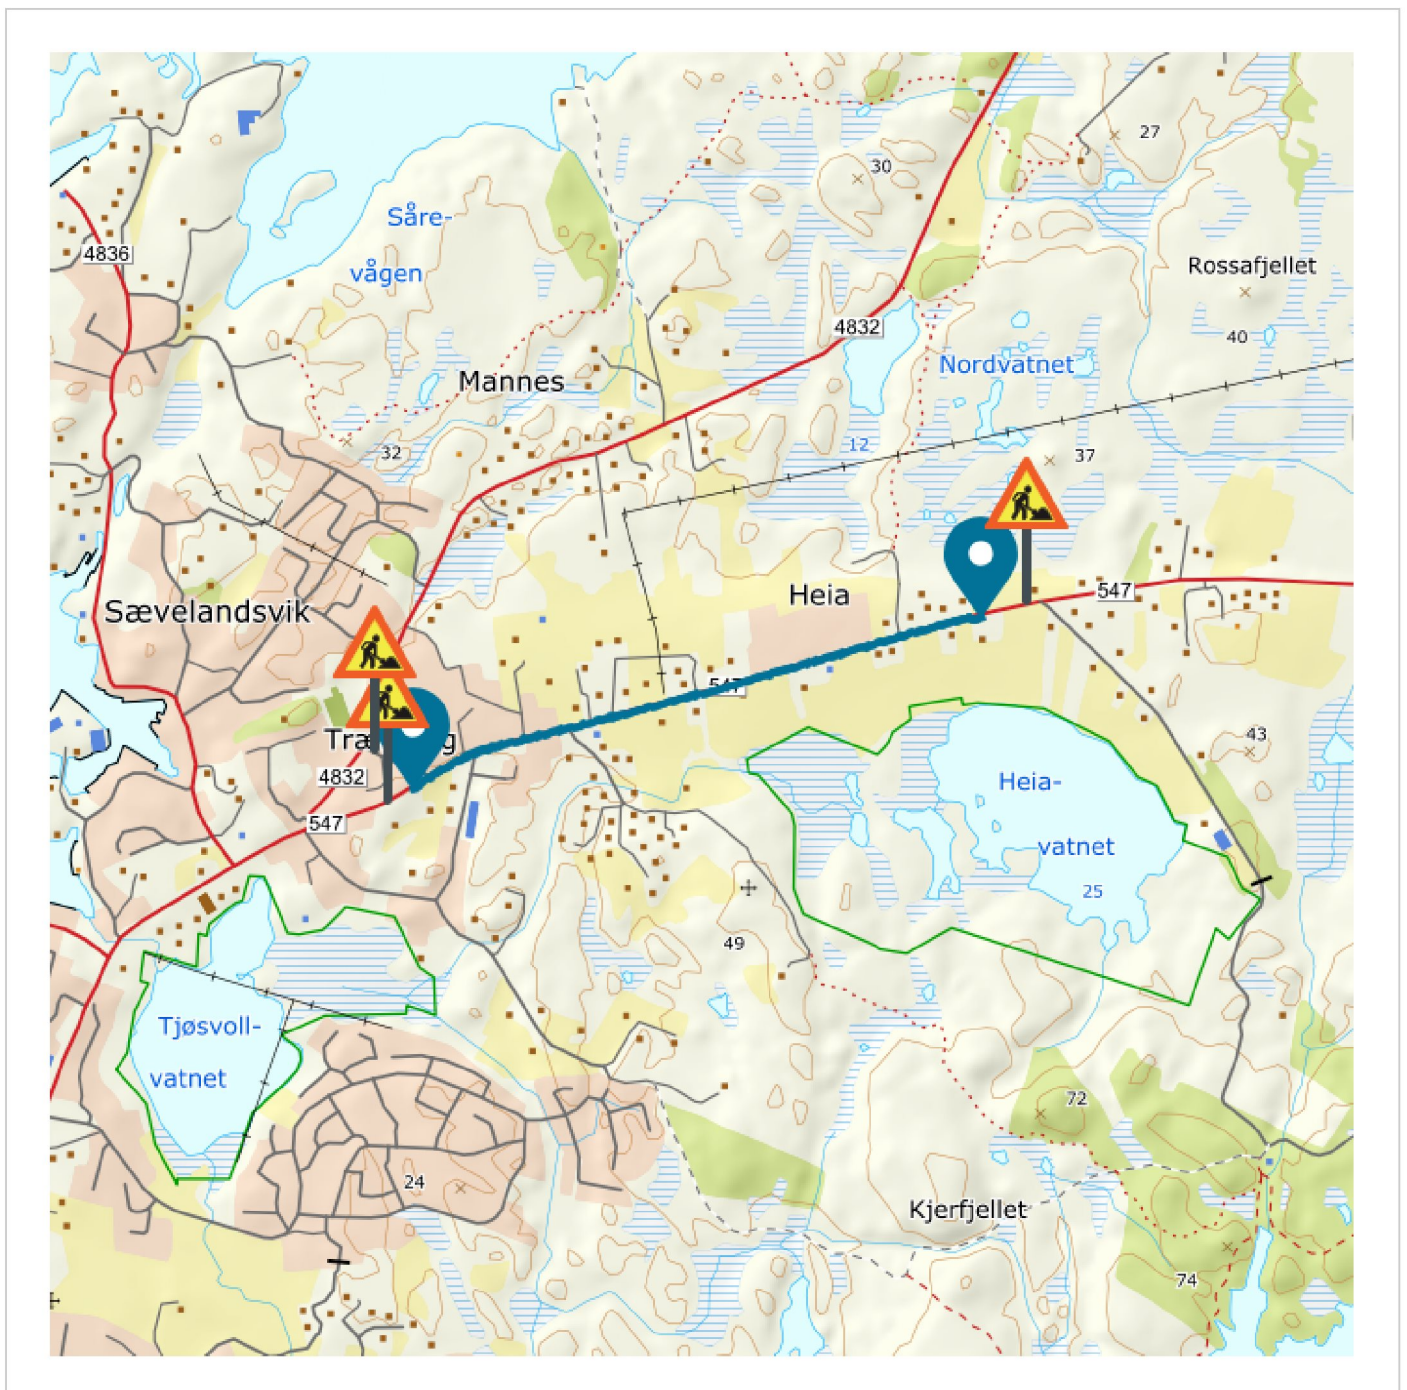 27
30
Såre-
4836
vågen
Rossafjellet
4832
40
Nordvatnet
Mannes
12
32
37
547
Heia
Sævelandsvik
547
43
4832
Heia-
547
vatnet
25
49
Tjøsvoll-
vatnet
72
24
Kjerfjellet
74